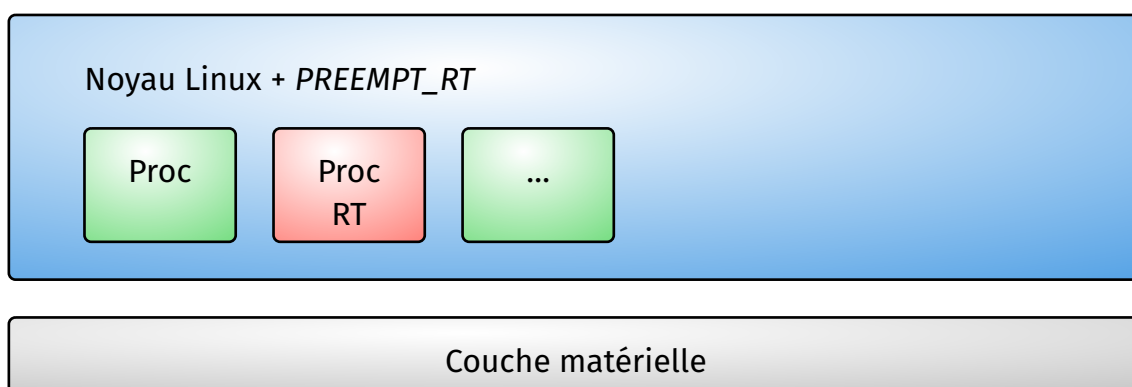 Noyau Linux + PREEMPT_RT
Proc
Proc
RT
...
Couche matérielle